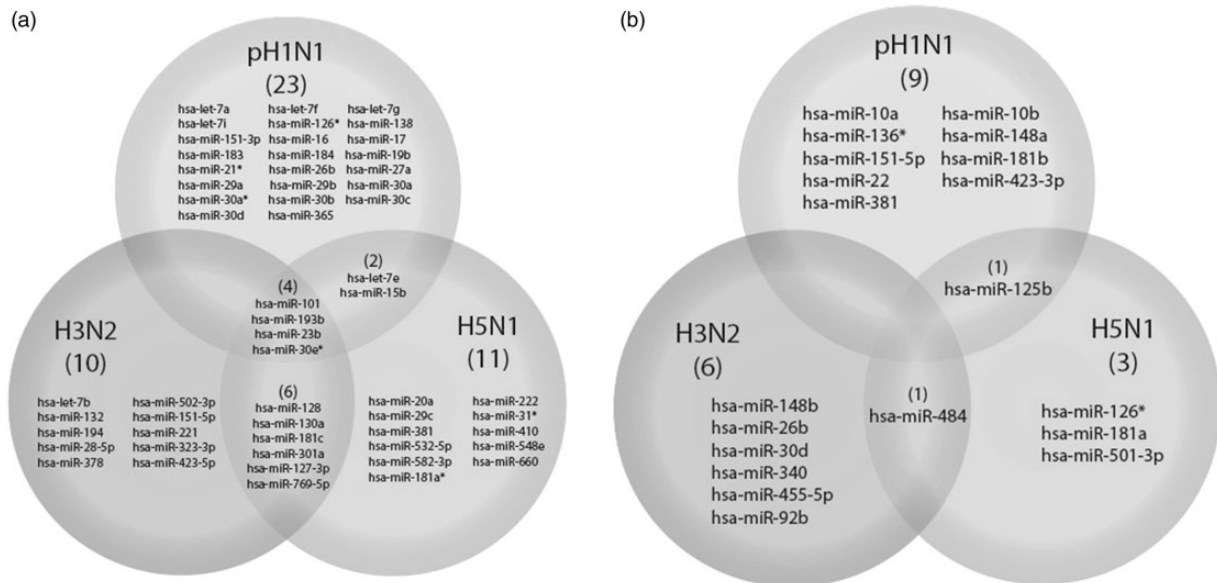 (a)
pH1N1
(23)
hsa-let-7a hsa-let-7f hsa-let-7g
hsa-let-7i hsa-miR-126* hsa-miR-138
hsa-miR-151-3p hsa-miR-16 hsa-miR-17
hsa-miR-183 hsa-miR-184 hsa-miR-19b
hsa-miR-21* hsa-miR-26b hsa-miR-27a
hsa-miR-29a hsa-miR-29b hsa-miR-30a
hsa-miR-30a* hsa-miR-30b hsa-miR-30c
hsa-miR-30d hsa-miR-365
(2)
hsa-let-7e
hsa-miR-15b
(4)
hsa-miR-101
hsa-miR-193b
hsa-miR-23b
hsa-miR-30e*
H3N2
(10)
hsa-let-7b hsa-miR-502-3p
hsa-miR-132 hsa-miR-151-5p
hsa-miR-194 hsa-miR-221
hsa-miR-28-5p hsa-miR-323-3p
hsa-miR-378 hsa-miR-423-5p
(6)
hsa-miR-128
hsa-miR-130a
hsa-miR-181c
hsa-miR-301a
hsa-miR-127-3p
hsa-miR-769-5p
H5N1
(11)
hsa-miR-20a hsa-miR-222
hsa-miR-29c hsa-miR-31*
hsa-miR-381 hsa-miR-410
hsa-miR-532-5p hsa-miR-548e
hsa-miR-582-3p hsa-miR-660
hsa-miR-181a*
(b)
pH1N1
(9)
hsa-miR-10a hsa-miR-10b
hsa-miR-136* hsa-miR-148a
hsa-miR-151-5p hsa-miR-181b
hsa-miR-22 hsa-miR-423-3p
hsa-miR-381
(1)
hsa-miR-125b
H3N2
(6)
hsa-miR-148b
hsa-miR-26b
hsa-miR-30d
hsa-miR-340
hsa-miR-455-5p
hsa-miR-92b
(1)
hsa-miR-484
H5N1
(3)
hsa-miR-126*
hsa-miR-181a
hsa-miR-501-3p